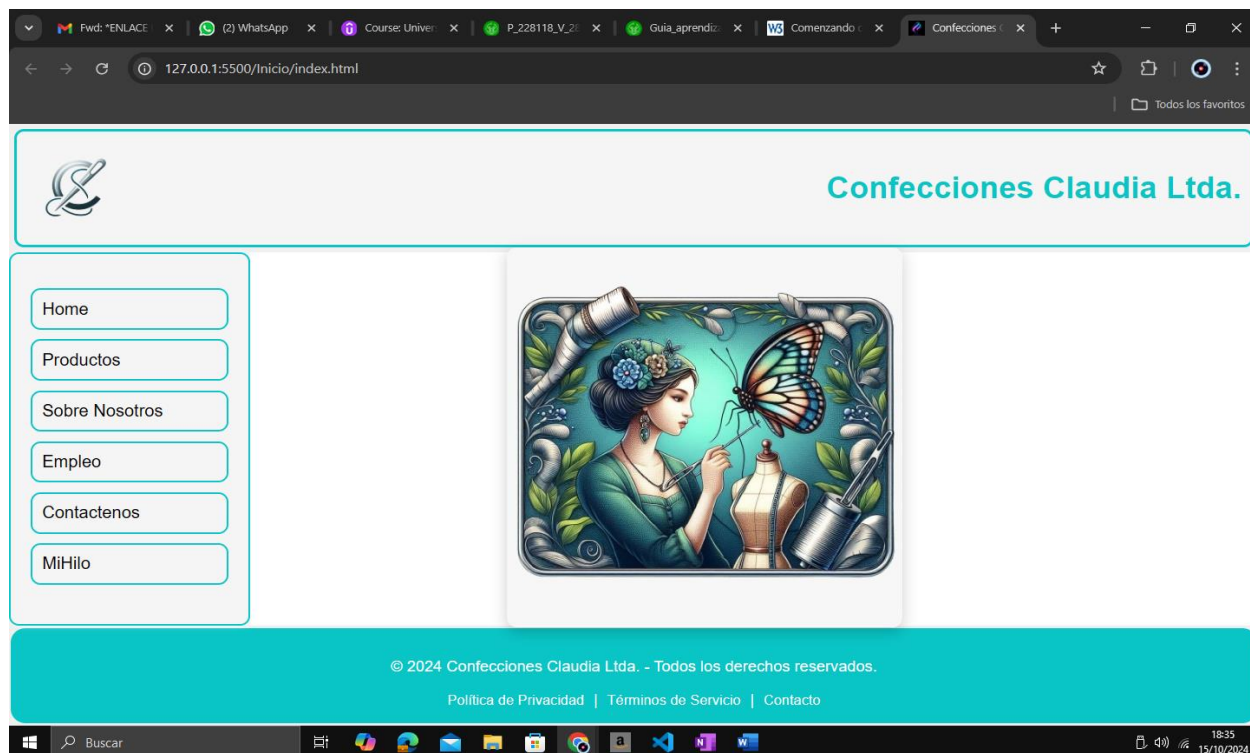 Fwd: *ENLACE
(2) WhatsApp
Course: Univer
P_228118_V_2
Guia_aprendiz
W3
Comenzando
Confecciones
127.0.0.1:5500/Inicio/index.html
Todos los favoritos
Confecciones Claudia Ltda.
Home
Productos
Sobre Nosotros
Empleo
Contactenos
MiHilo
© 2024 Confecciones Claudia Ltda. - Todos los derechos reservados.
Política de Privacidad | Términos de Servicio | Contacto
Buscar
18:35
15/10/2024